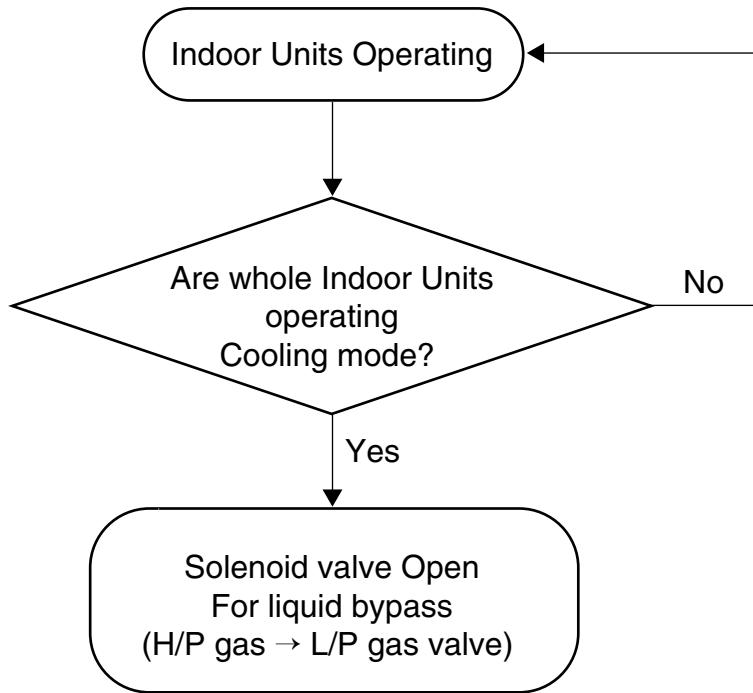 Indoor Units Operating
Are whole Indoor Units
operating
Cooling mode?
No
Yes
Solenoid valve Open
For liquid bypass
(H/P gas → L/P gas valve)